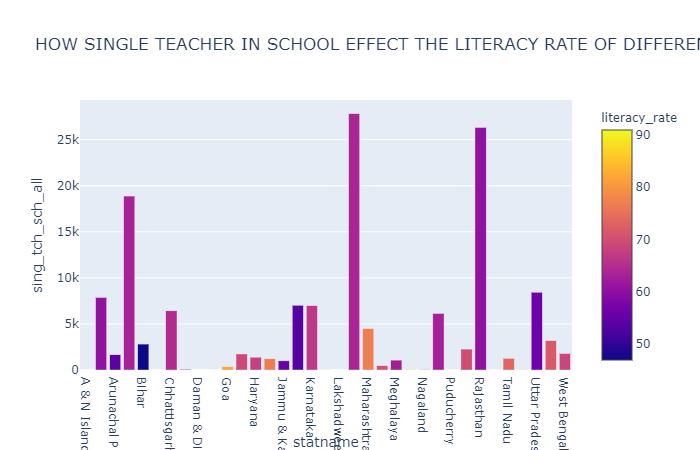 HOW SINGLE TEACHER IN SCHOOL EFFECT THE LITERACY RATE OF DIFFEREN
literacy_rate
90
80
70
60
50
sing_tch_sch_all
25k
20k
15k
10k
5k
0
A & N Islanc
Arunachal P
Bihar
Chhattisgarh
Daman & DI
Goa
Haryana
Jammu & Ka
Karnataka
Lakshadwee
Maharashtra
Meghalaya
Nagaland
Puducherry
Rajasthan
Tamil Nadu
Uttar Prades
West Bengal
statname